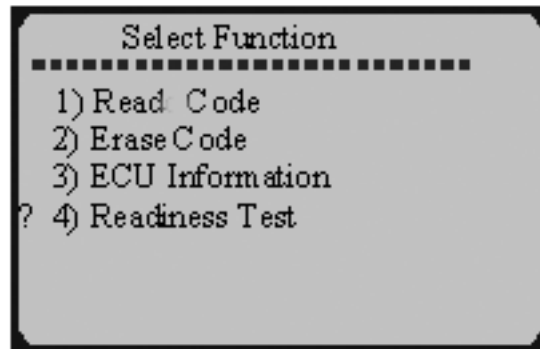 Select Function
1) Read Code
2) Erase Code
3) ECU Information
? 4) Readiness Test